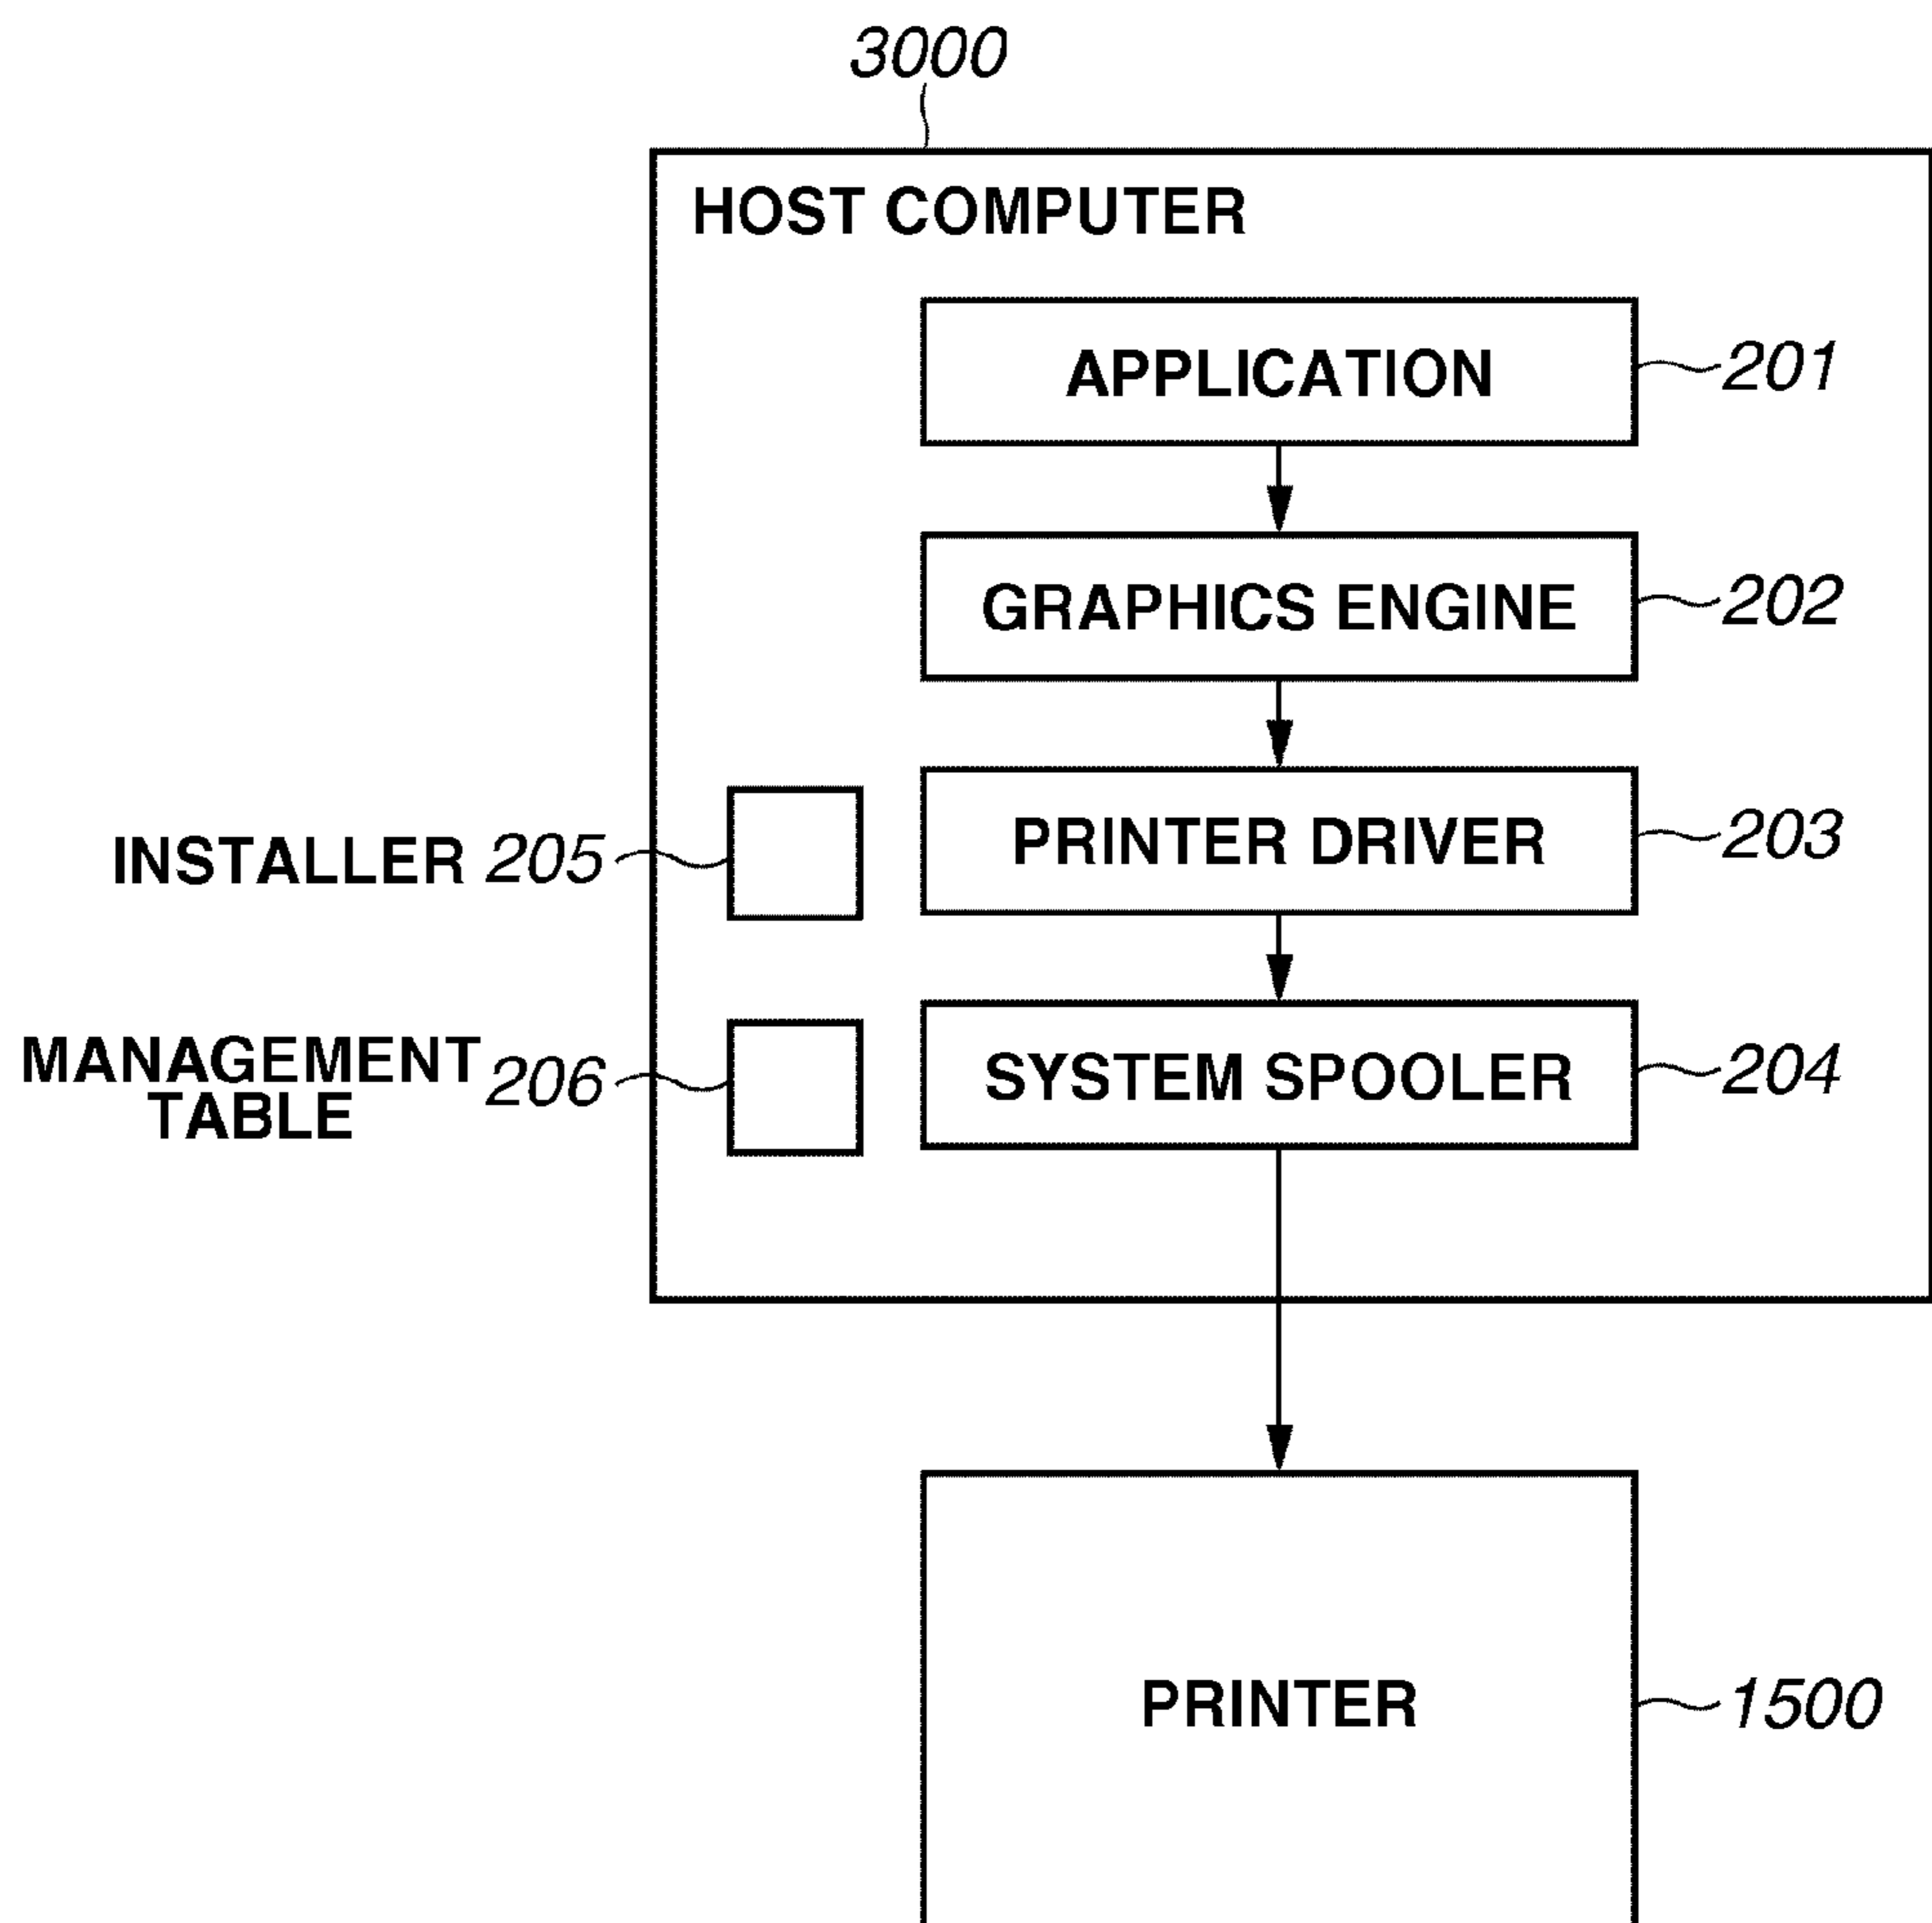 3000
HOST COMPUTER
APPLICATION 201
GRAPHICS ENGINE 202
PRINTER DRIVER 203
INSTALLER 205
SYSTEM SPOOLER 204
MANAGEMENT
TABLE 206
PRINTER 1500